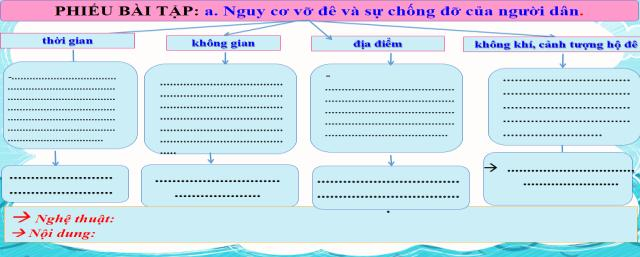 PHIẾU BÀI TẬP: a. Nguy cơ vỡ đê và sự chống đỡ của người dân.
thời gian
không gian
địa điểm
không khí, cảnh tượng hộ đê
→ Nghệ thuật:
→ Nội dung: